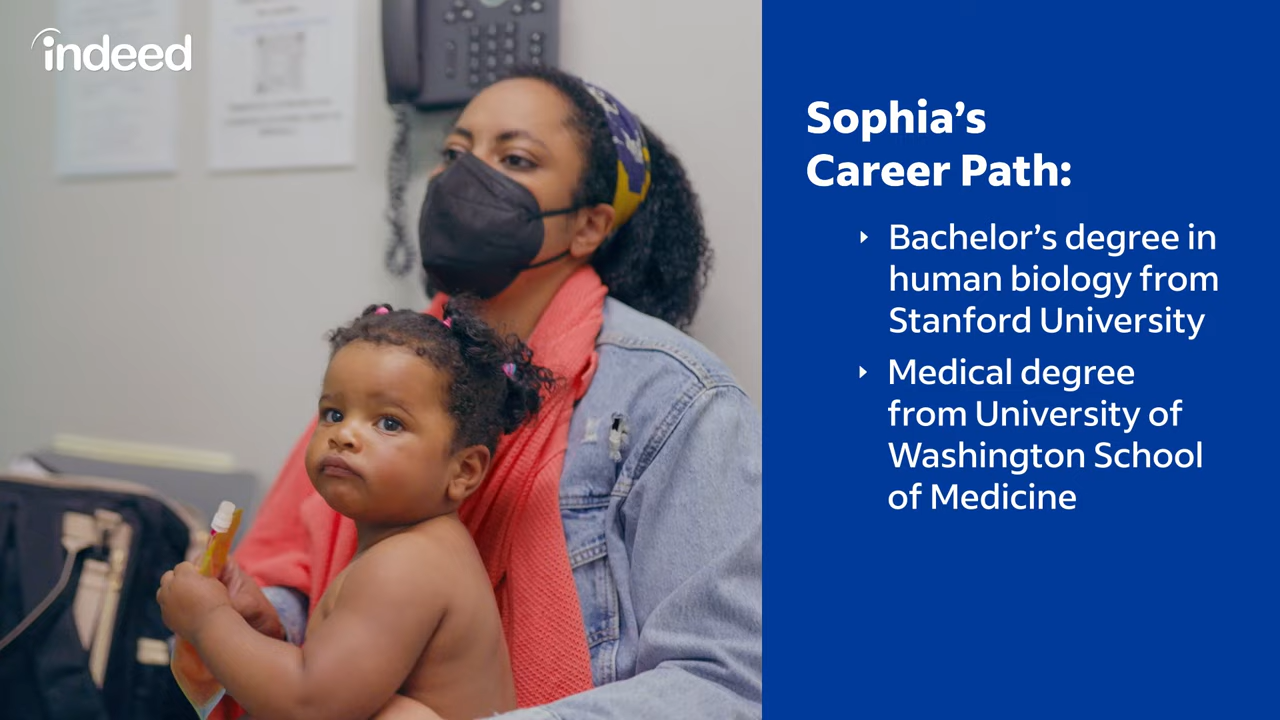 indeed
Sophia’s
Career Path:
Bachelor’s degree in
human biology from
Stanford University
Medical degree
from University of
Washington School
of Medicine